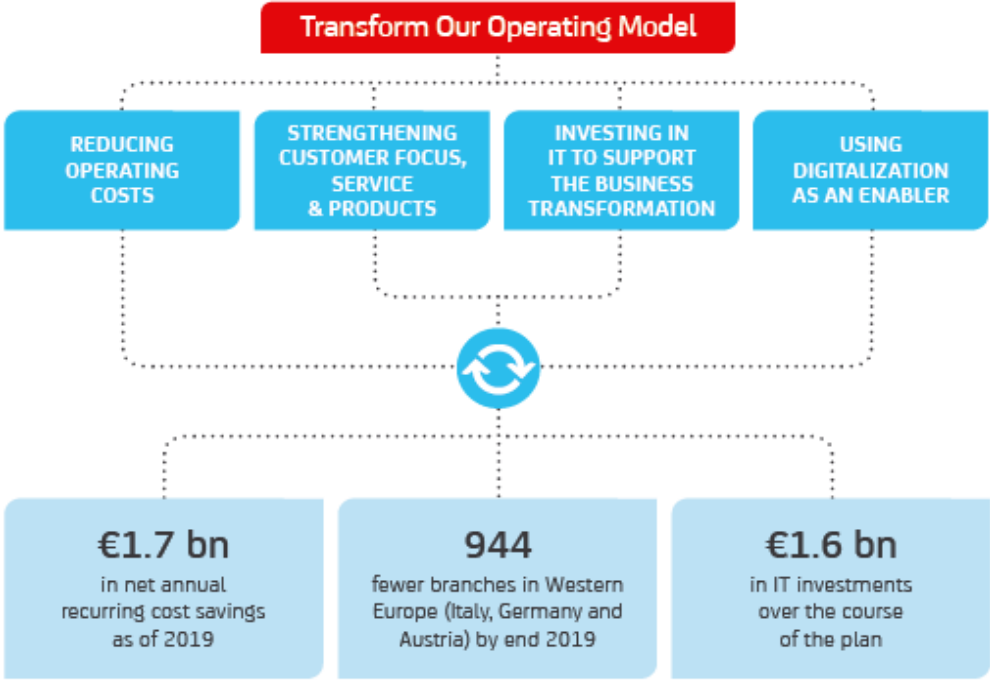 Transform Our Operating Model
REDUCING
OPERATING
COSTS
STRENGTHENING
CUSTOMER FOCUS,
SERVICE
& PRODUCTS
INVESTING IN
IT TO SUPPORT
THE BUSINESS
TRANSFORMATION
USING
DIGITALIZATION
AS AN ENABLER
€1.7 bn
in net annual
recurring cost savings
as of 2019
944
fewer branches in Western
Europe (Italy, Germany and
Austria) by end 2019
€1.6 bn
in IT investments
over the course
of the plan